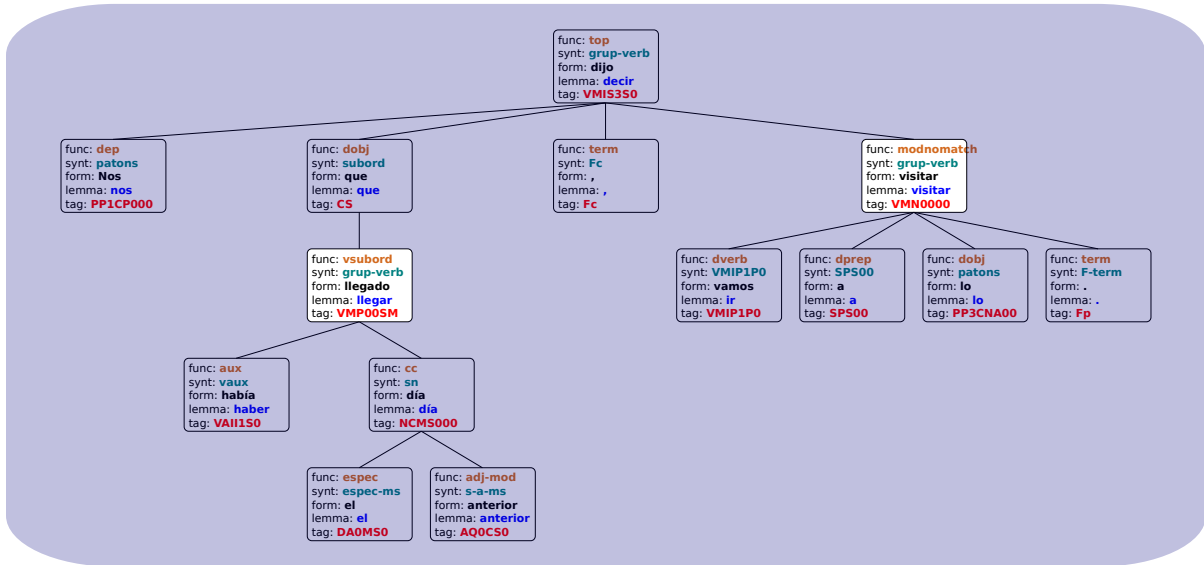 func: top
synt: grup-verb
form: dijo
lemma: decir
tag: VMIS3S0
func: dep
synt: patons
form: Nos
lemma: nos
tag: PP1CP000
func: dobj
synt: subord
form: que
lemma: que
tag: CS
func: term
synt: Fc
form: ,
lemma: ,
tag: Fc
func: modnomatch
synt: grup-verb
form: visitar
lemma: visitar
tag: VMN0000
func: vsubord
synt: grup-verb
form: llegado
lemma: llegar
tag: VMP00SM
func: dverb
synt: VMIP1P0
form: vamos
lemma: ir
tag: VMIP1P0
func: dprep
synt: SPS00
form: a
lemma: a
tag: SPS00
func: dobj
synt: patons
form: lo
lemma: lo
tag: PP3CNA00
func: term
synt: F-term
form: .
lemma: .
tag: Fp
func: aux
synt: vaux
form: había
lemma: haber
tag: VAII1S0
func: cc
synt: sn
form: día
lemma: día
tag: NCMS000
func: espec
synt: espec-ms
form: el
lemma: el
tag: DA0MS0
func: adj-mod
synt: s-a-ms
form: anterior
lemma: anterior
tag: AQ0CS0